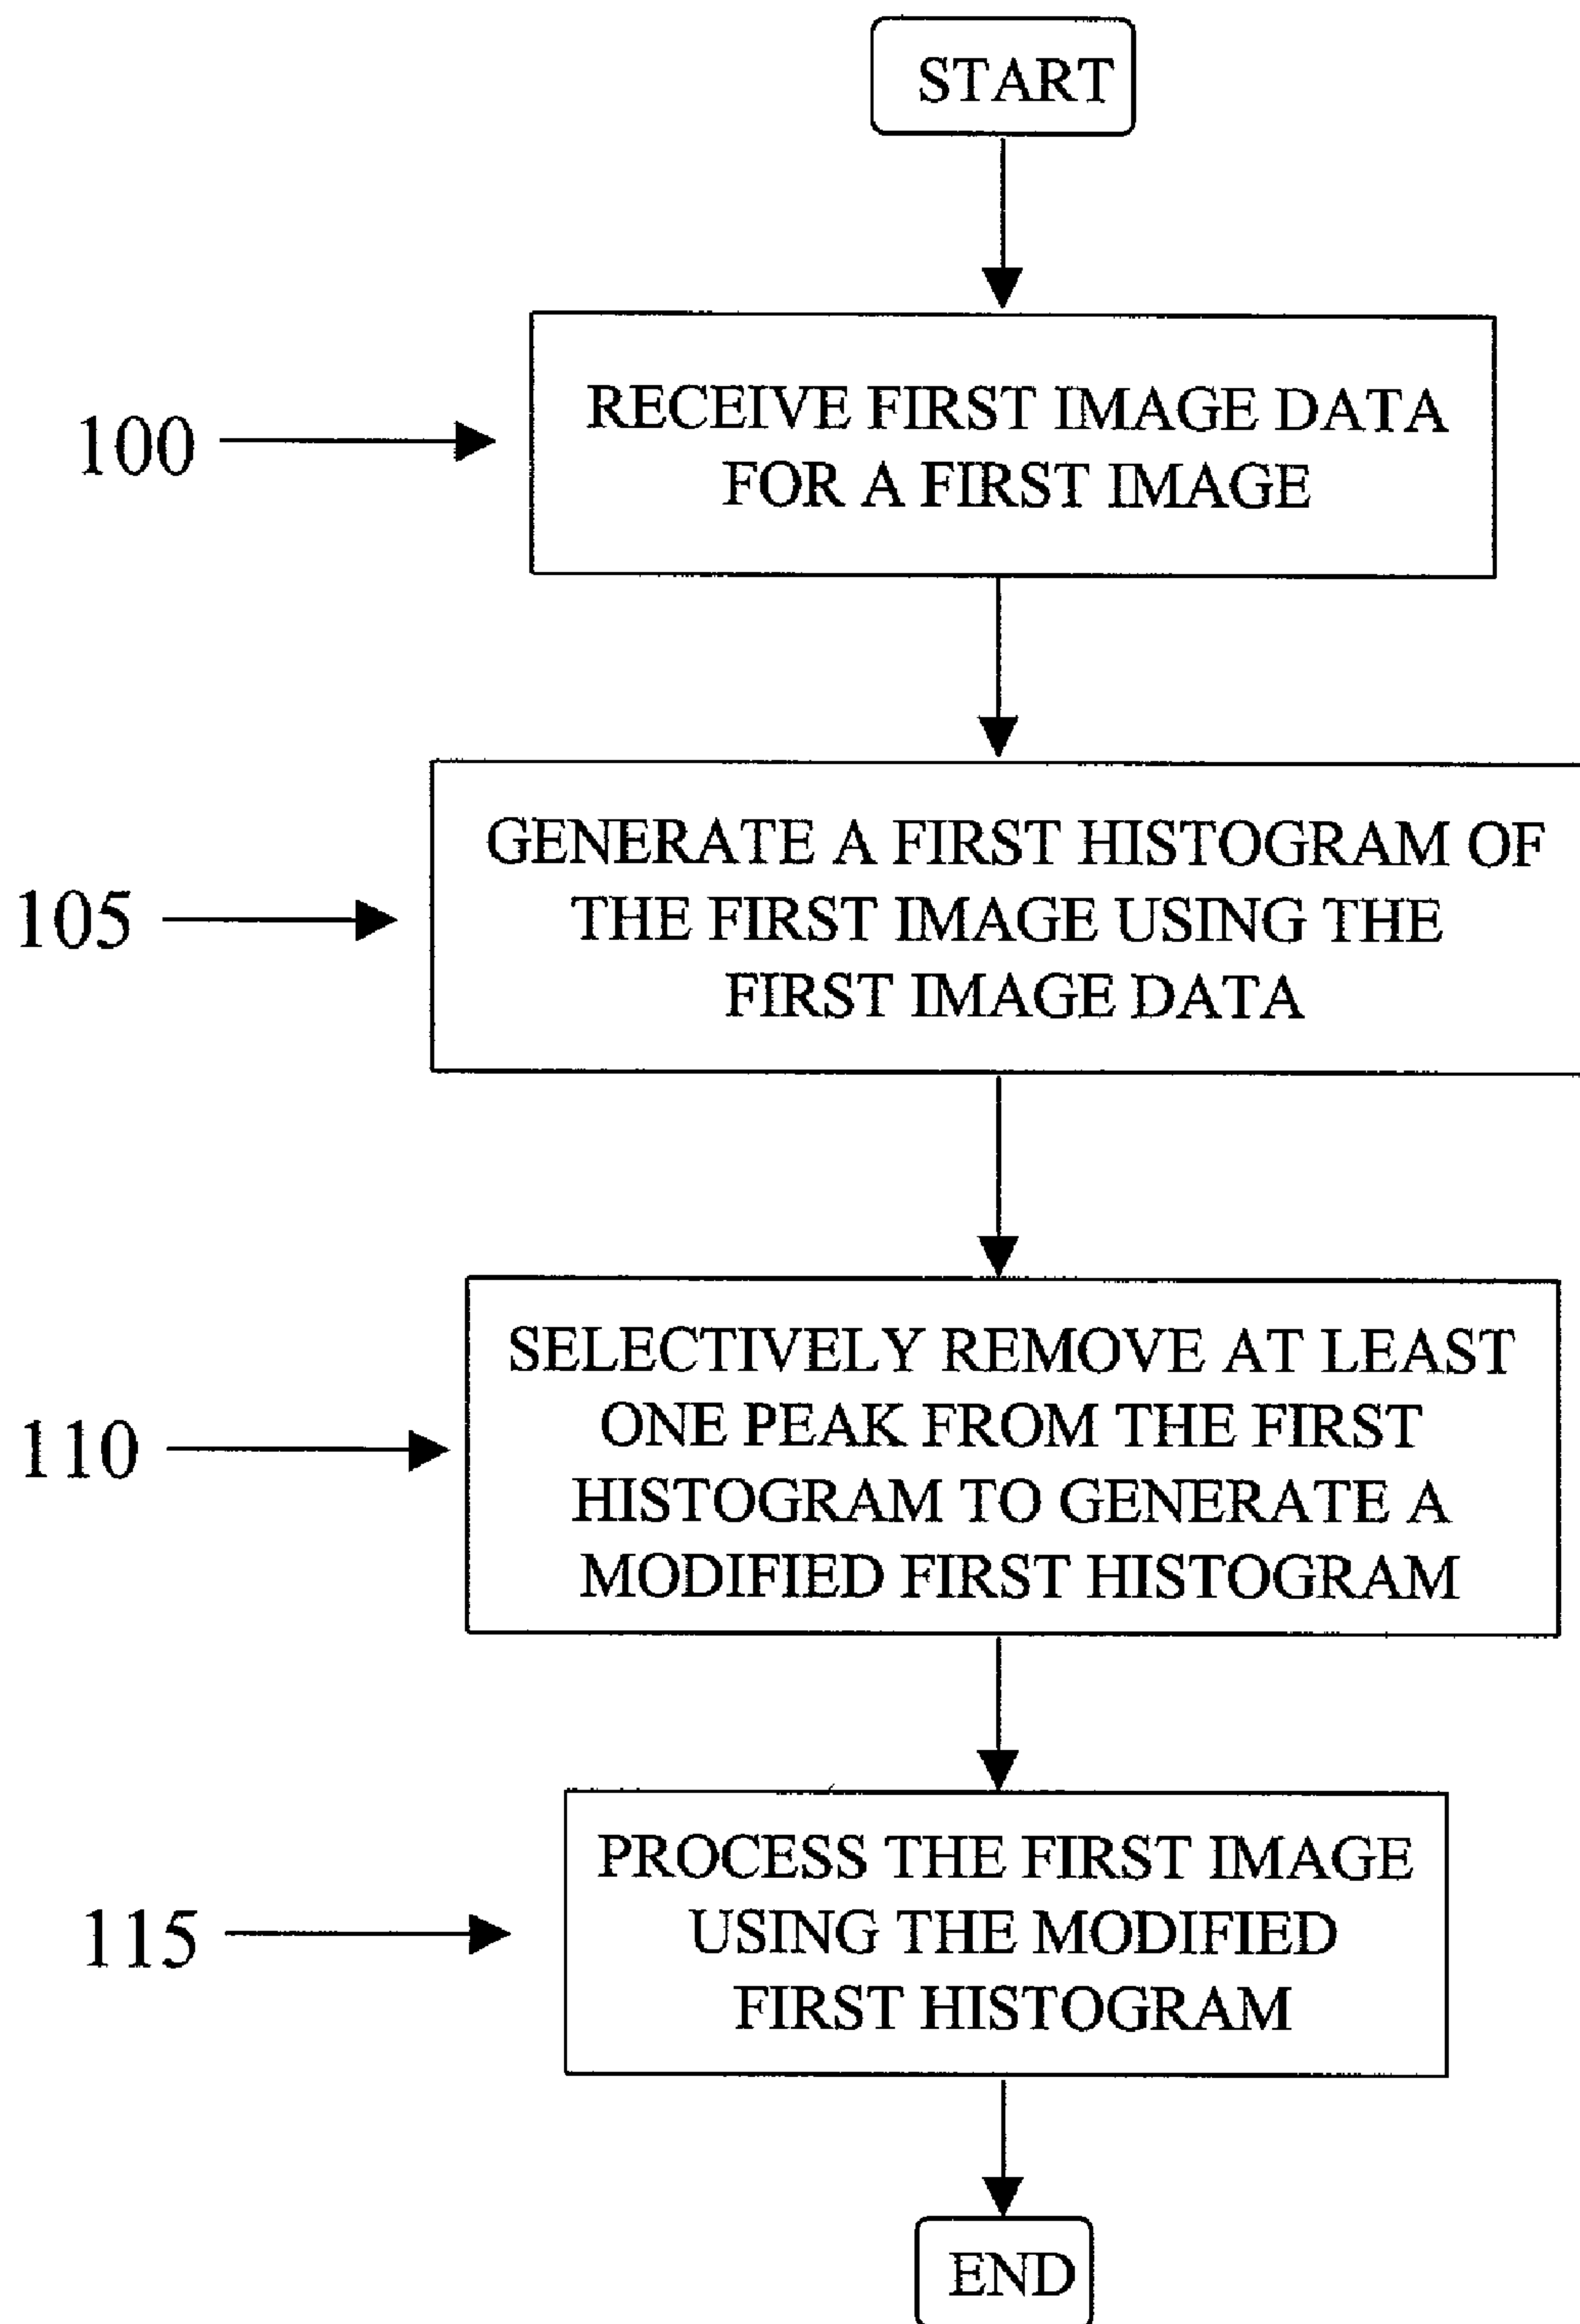 START
100
RECEIVE FIRST IMAGE DATA
FOR A FIRST IMAGE
105
GENERATE A FIRST HISTOGRAM OF
THE FIRST IMAGE USING THE
FIRST IMAGE DATA
110
SELECTIVELY REMOVE AT LEAST
ONE PEAK FROM THE FIRST
HISTOGRAM TO GENERATE A
MODIFIED FIRST HISTOGRAM
115
PROCESS THE FIRST IMAGE
USING THE MODIFIED
FIRST HISTOGRAM
END